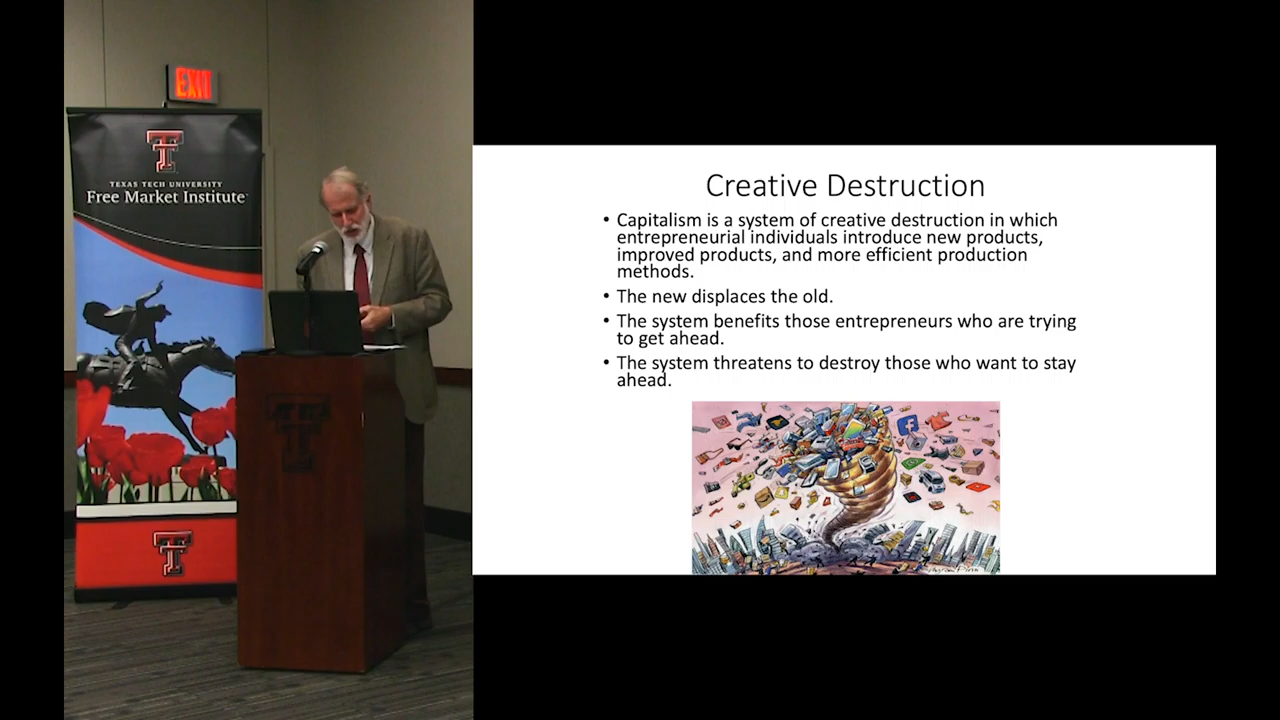 EXIT
T
TEXAS TECH UNIVERSITY
Free Market Institute
T
T
Creative Destruction
• Capitalism is a system of creative destruction in which
entrepreneurial individuals introduce new products,
improved products, and more efficient production
methods.
• The new displaces the old.
• The system benefits those entrepreneurs who are trying
to get ahead.
• The system threatens to destroy those who want to stay
ahead.
f